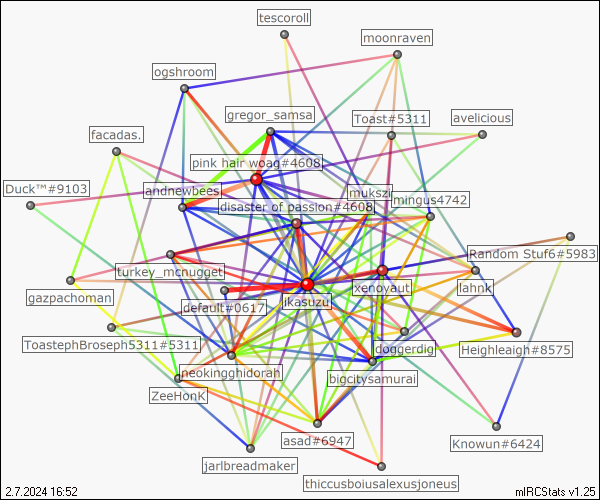 tescoroll
moonraven
ogshroom
gregor_samsa
Toast#5311
avelicious
facadas.
pink hair woag#4608
Duck™#9103
andnewbees
mukszi
mingus4742
disaster of passion#4608
Random Stuf6#5983
turkey_mcnugget
lahnk
gazpachoman
default#0617
jkasuzuj
xenoyaut
ToastephBroseph5311#5311
doggerdig
Heighleaigh#8575
neokingghidorah
bigcitysamurai
ZeeHonK
asad#6947
Knowun#6424
jarlbreadmaker
thiccusboiusalexusjoneus
2.7.2024 16:52
mIRCStats v1.25